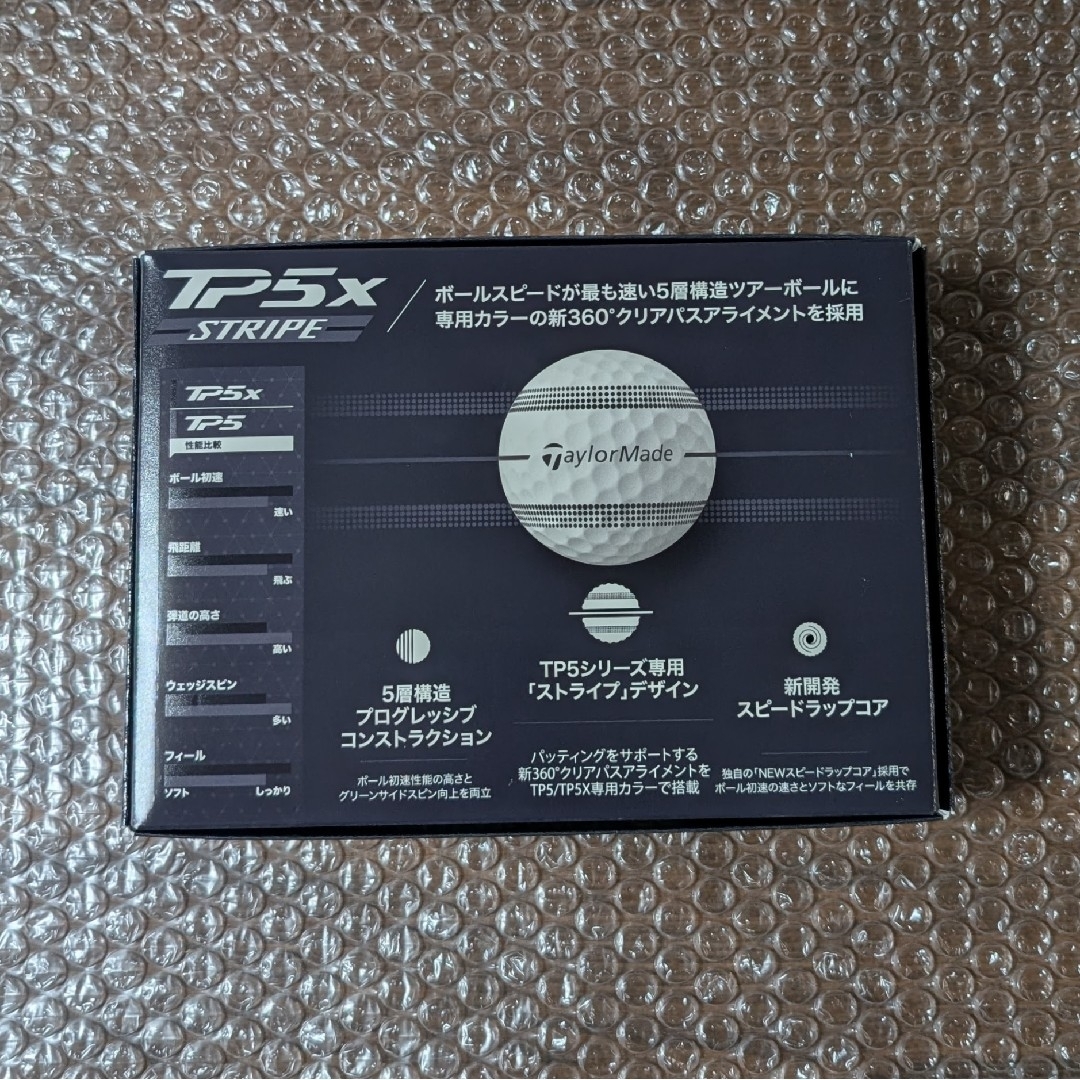 TP5x
STRIPE
ボールスピードが最も速い5層構造ツアーボールに
専用カラーの新360°クリアパスアライメントを採用
TP5x
TP5
性能比較
ボール初速
速い
飛距離
飛ぶ
弾道の高さ
高い
ウェッジスピン
多い
フィール
ソフト しっかり
TaylorMade
5層構造
プログレッシブ
コンストラクション
ボール初速性能の高さと
グリーンサイドスピン向上を両立
TP5シリーズ専用
「ストライプ」デザイン
パッティングをサポートする
新360°クリアパスアライメントを
TP5/TP5X専用カラーで搭載
新開発
スピードラップコア
独自の「NEWスピードラップコア」採用で
ボール初速の速さとソフトなフィールを共存